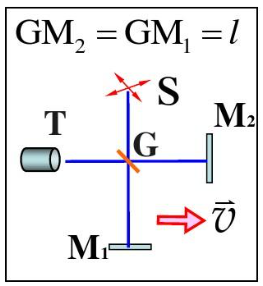 GM₂ = GM₁ = l
S
M₂
T
G
v⃗
M₁